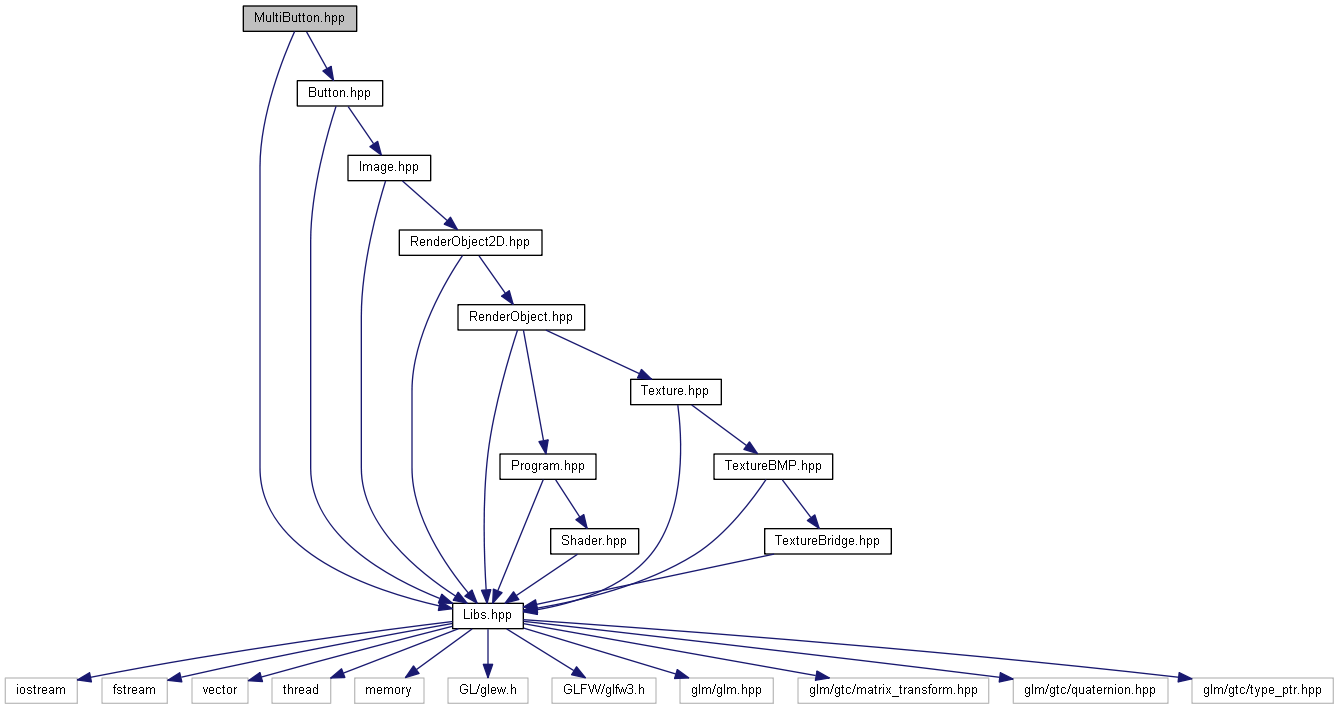 MultiButton.hpp
Button.hpp
Image.hpp
RenderObject2D.hpp
RenderObject.hpp
Texture.hpp
Program.hpp
TextureBMP.hpp
Shader.hpp
TextureBridge.hpp
Libs.hpp
iostream
fstream
vector
thread
memory
GL/glew.h
GLFW/glfw3.h
glm/glm.hpp
glm/gtc/matrix_transform.hpp
glm/gtc/quaternion.hpp
glm/gtc/type_ptr.hpp